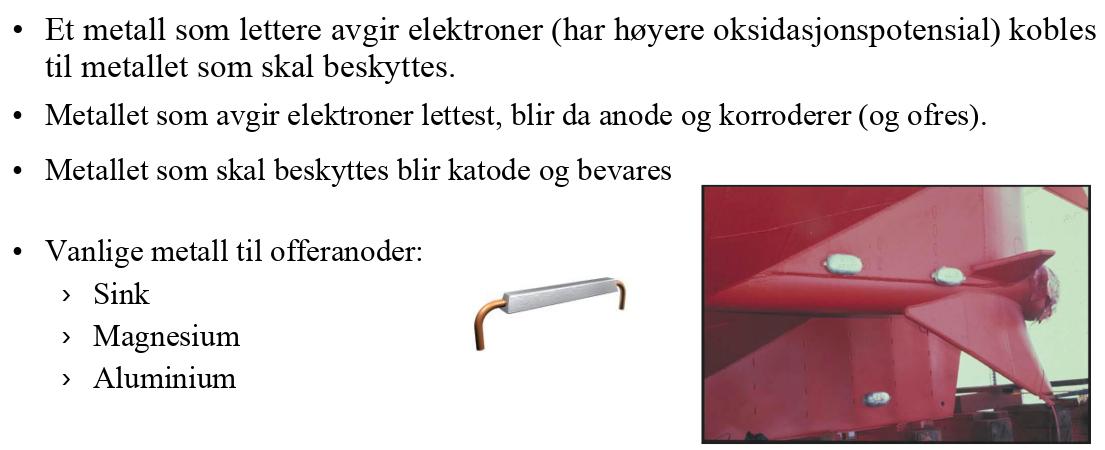 • Et metall som lettere avgir elektroner (har høyere oksidasjonspotensial) kobles
til metallet som skal beskyttes.
• Metallet som avgir elektroner lettest, blir da anode og korroderer (og ofres).
• Metallet som skal beskyttes blir katode og bevares
• Vanlige metall til offeranoder:
› Sink
› Magnesium
› Aluminium